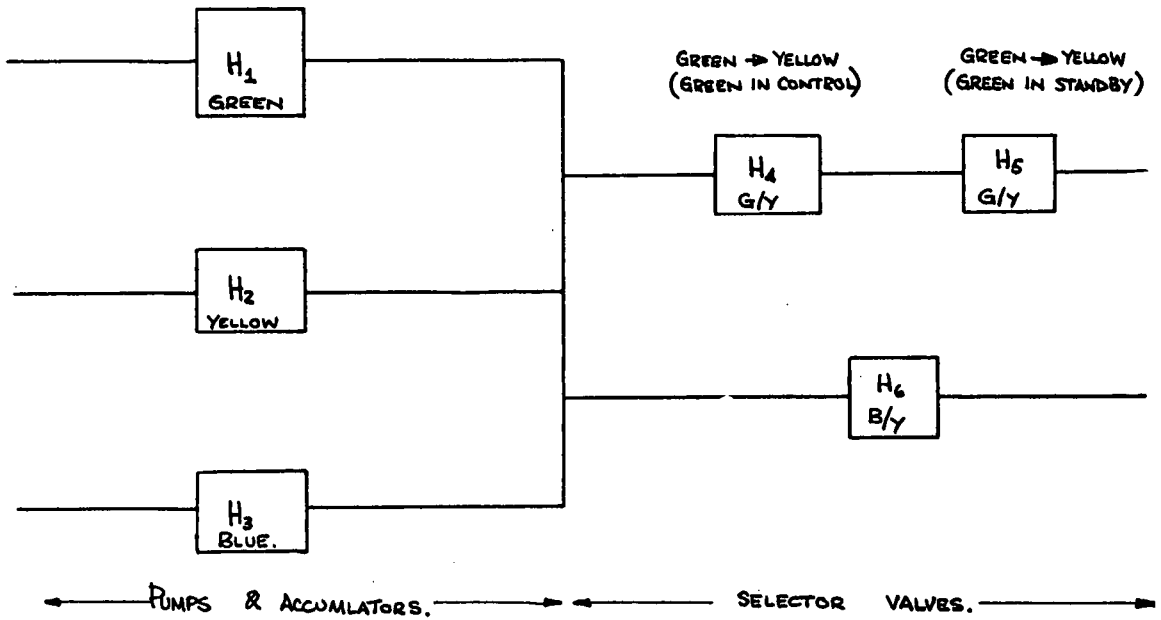 H1
GREEN
H2
YELLOW
H3
BLUE.
GREEN → YELLOW
(GREEN IN CONTROL)
GREEN → YELLOW
(GREEN IN STANDBY)
H4
G/Y
H5
G/Y
H6
B/Y
PUMPS & ACCUMLATORS.
SELECTOR VALVES.